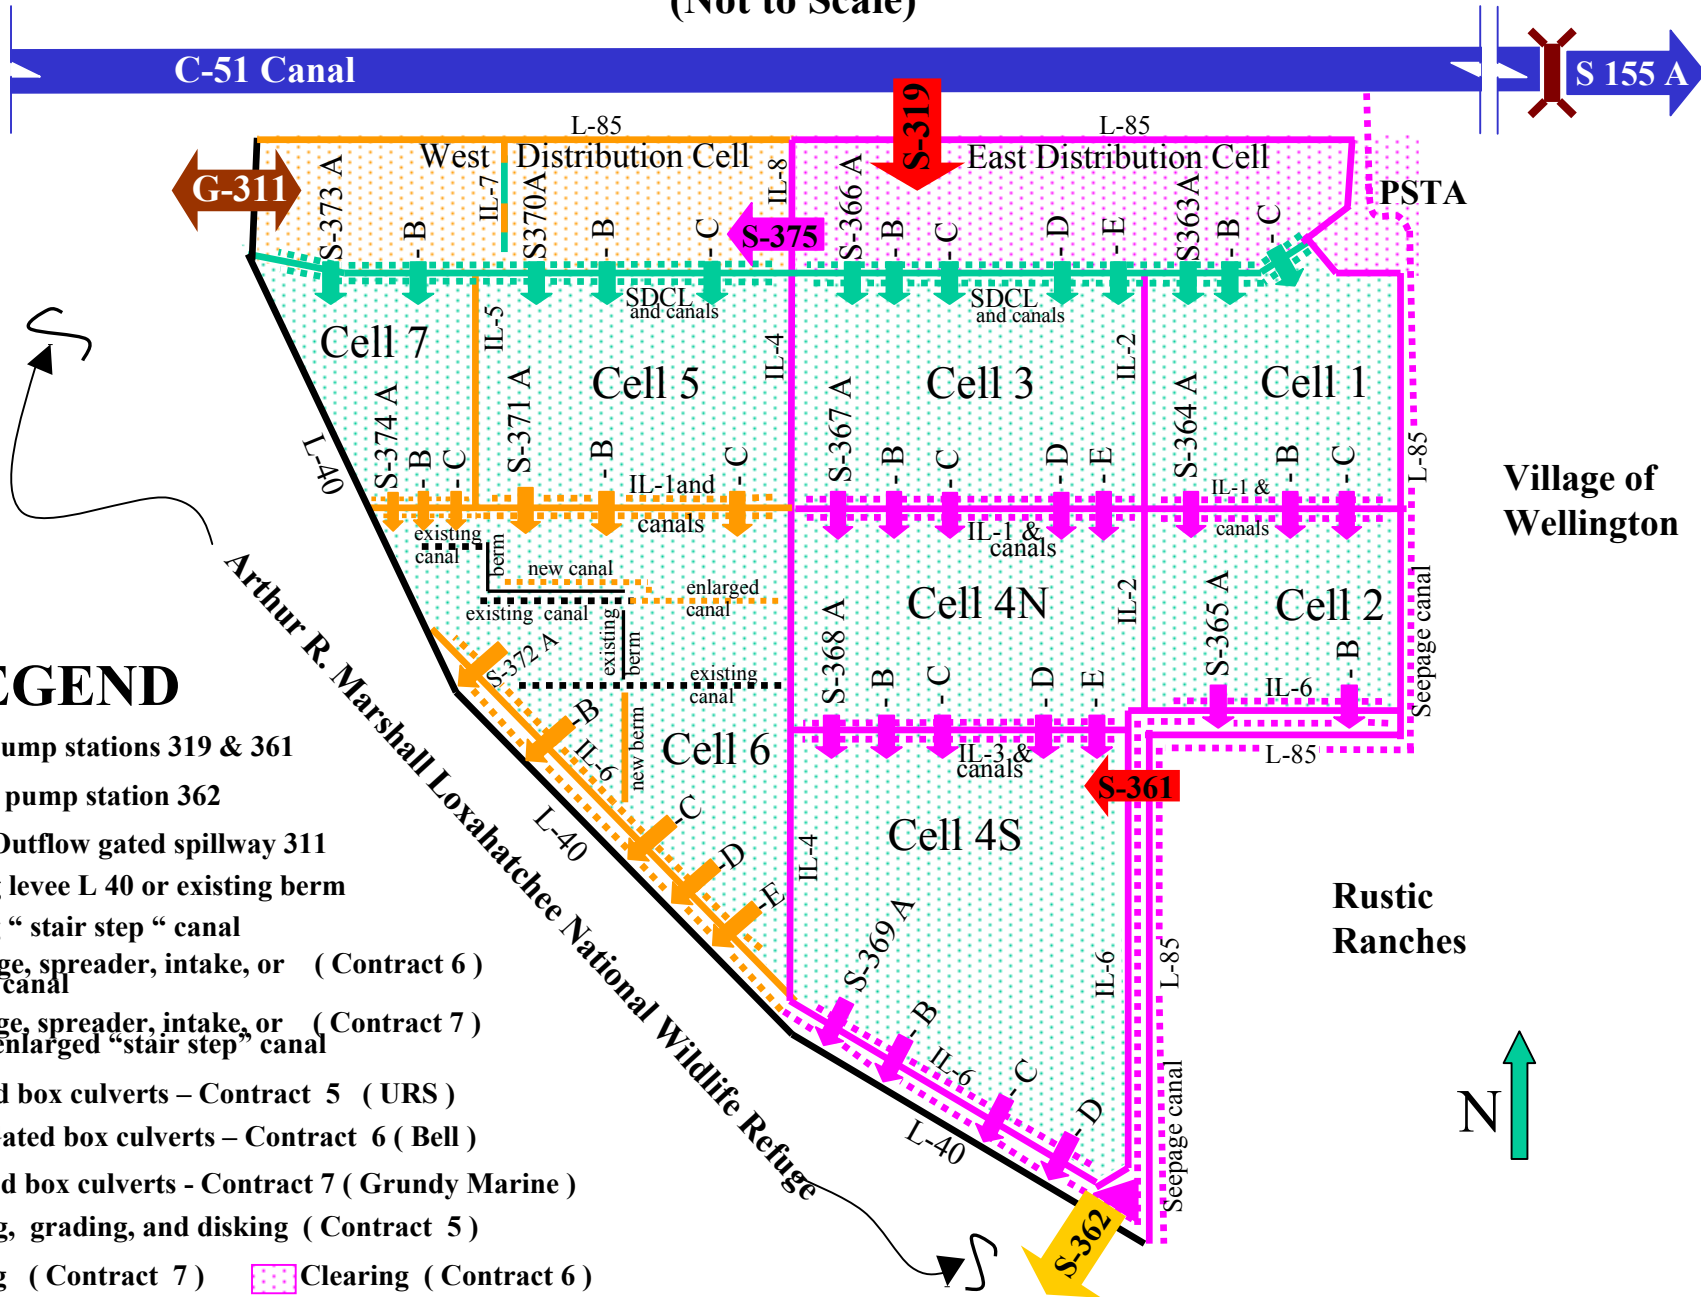 (Not to Scale)
C-51 Canal
S 155 A
L-85
L-85
S-319
West Distribution Cell
East Distribution Cell
G-311
PSTA
S-373 A
- B
IL-7
S370A
- B
- C
IL-8
S-375
S-366 A
- B
- C
- D
- E
S363A
- B
- C
SDCL
and canals
SDCL
and canals
Cell 7
IL-5
Cell 5
IL-4
Cell 3
IL-2
Cell 1
L-40
S-374 A
- B
- C
S-371 A
- B
- C
S-367 A
- B
- C
- D
- E
S-364 A
- B
- C
L-85
IL-1and
canals
IL-1 &
canals
IL-1 &
canals
Village of
Wellington
existing
canal
berm
new canal
enlarged
canal
existing canal
existing
berm
existing
canal
Cell 4N
IL-2
Cell 2
S-368 A
- B
- C
- D
- E
S-365 A
- B
IL-6
Seepage canal
L-85
S-372 A
-B
IL-6
new berm
Cell 6
-C
-D
-E
L-40
IL-3 &
canals
S-361
Cell 4S
IL-4
S-369 A
- B
IL-6
- C
- D
L-40
IL-6
L-85
Seepage canal
S-362
Rustic
Ranches
N
Arthur R. Marshall Loxahatchee National Wildlife Refuge
EGEND
ump stations 319 & 361
pump station 362
Outflow gated spillway 311
g levee L 40 or existing berm
g “ stair step “ canal
ge, spreader, intake, or ( Contract 6 )
canal
ge, spreader, intake, or ( Contract 7 )
enlarged “stair step” canal
d box culverts – Contract 5 ( URS )
ated box culverts – Contract 6 ( Bell )
d box culverts - Contract 7 ( Grundy Marine )
g, grading, and disking ( Contract 5 )
g ( Contract 7 ) Clearing ( Contract 6 )